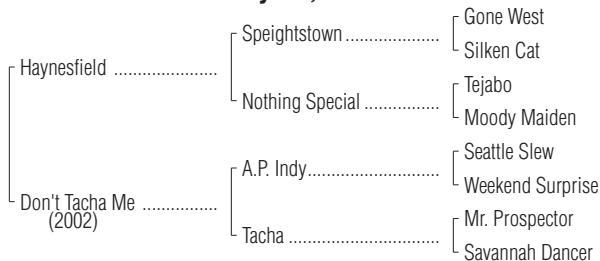 Gone West
Speightstown ..................
Silken Cat
Haynesfield ....................
Tejabo
Nothing Special ...............
Moody Maiden
Seattle Slew
A.P. Indy.........................
Weekend Surprise
Don't Tacha Me ..............
(2002)
Mr. Prospector
Tacha .............................
Savannah Dancer